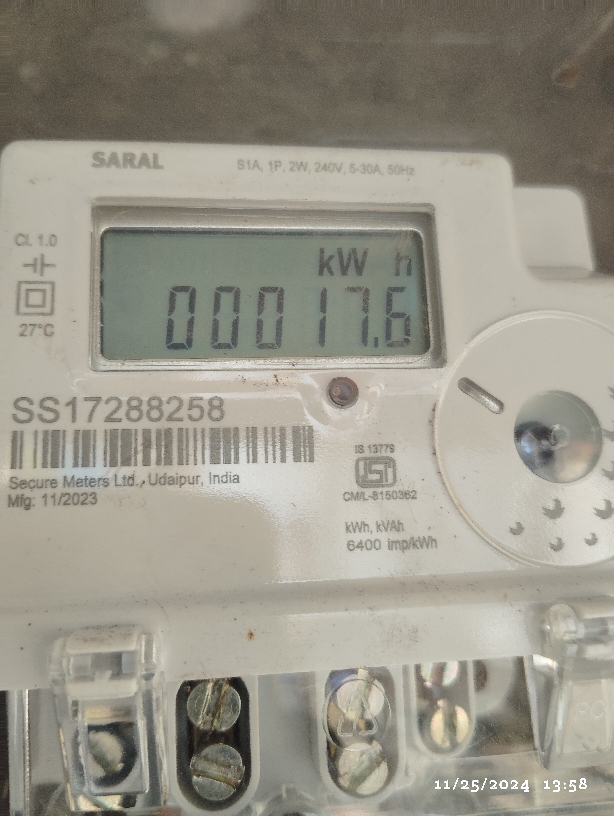 SARAL
S1A, 1P, 2W, 240V, 5-30A, 50Hz
Cl. 1.0
kW h
000017.6
27°C
SS17288258
Secure Meters Ltd., Udaipur, India
Mfg: 11/2023
IS 13779
ISI
CM/L-8150362
kWh, kVAh
6400 imp/kWh
11/25/2024 13:58